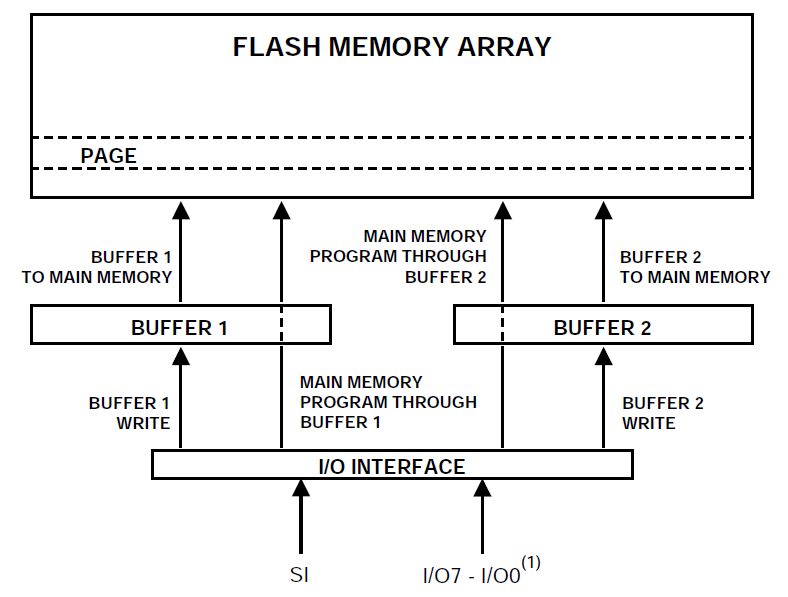 FLASH MEMORY ARRAY
PAGE
BUFFER 1
TO MAIN MEMORY
MAIN MEMORY
PROGRAM THROUGH
BUFFER 2
BUFFER 2
TO MAIN MEMORY
BUFFER 1
BUFFER 2
BUFFER 1
WRITE
MAIN MEMORY
PROGRAM THROUGH
BUFFER 1
BUFFER 2
WRITE
I/O INTERFACE
SI
I/O7 - I/O0(1)